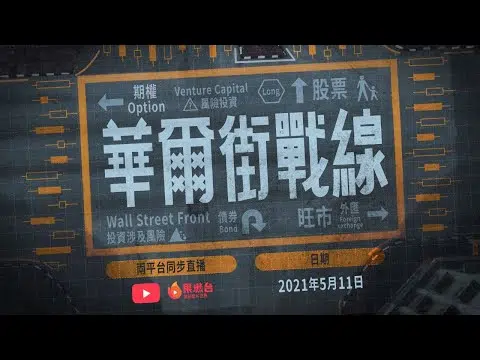 期權
Option
Venture Capital
風險投資
Long
股票
華爾街戰線
Wall Street Front
投資涉及風險
債券
Bond
旺市
外匯
Foreign exchange
兩平台同步直播
日期
2021年5月11日